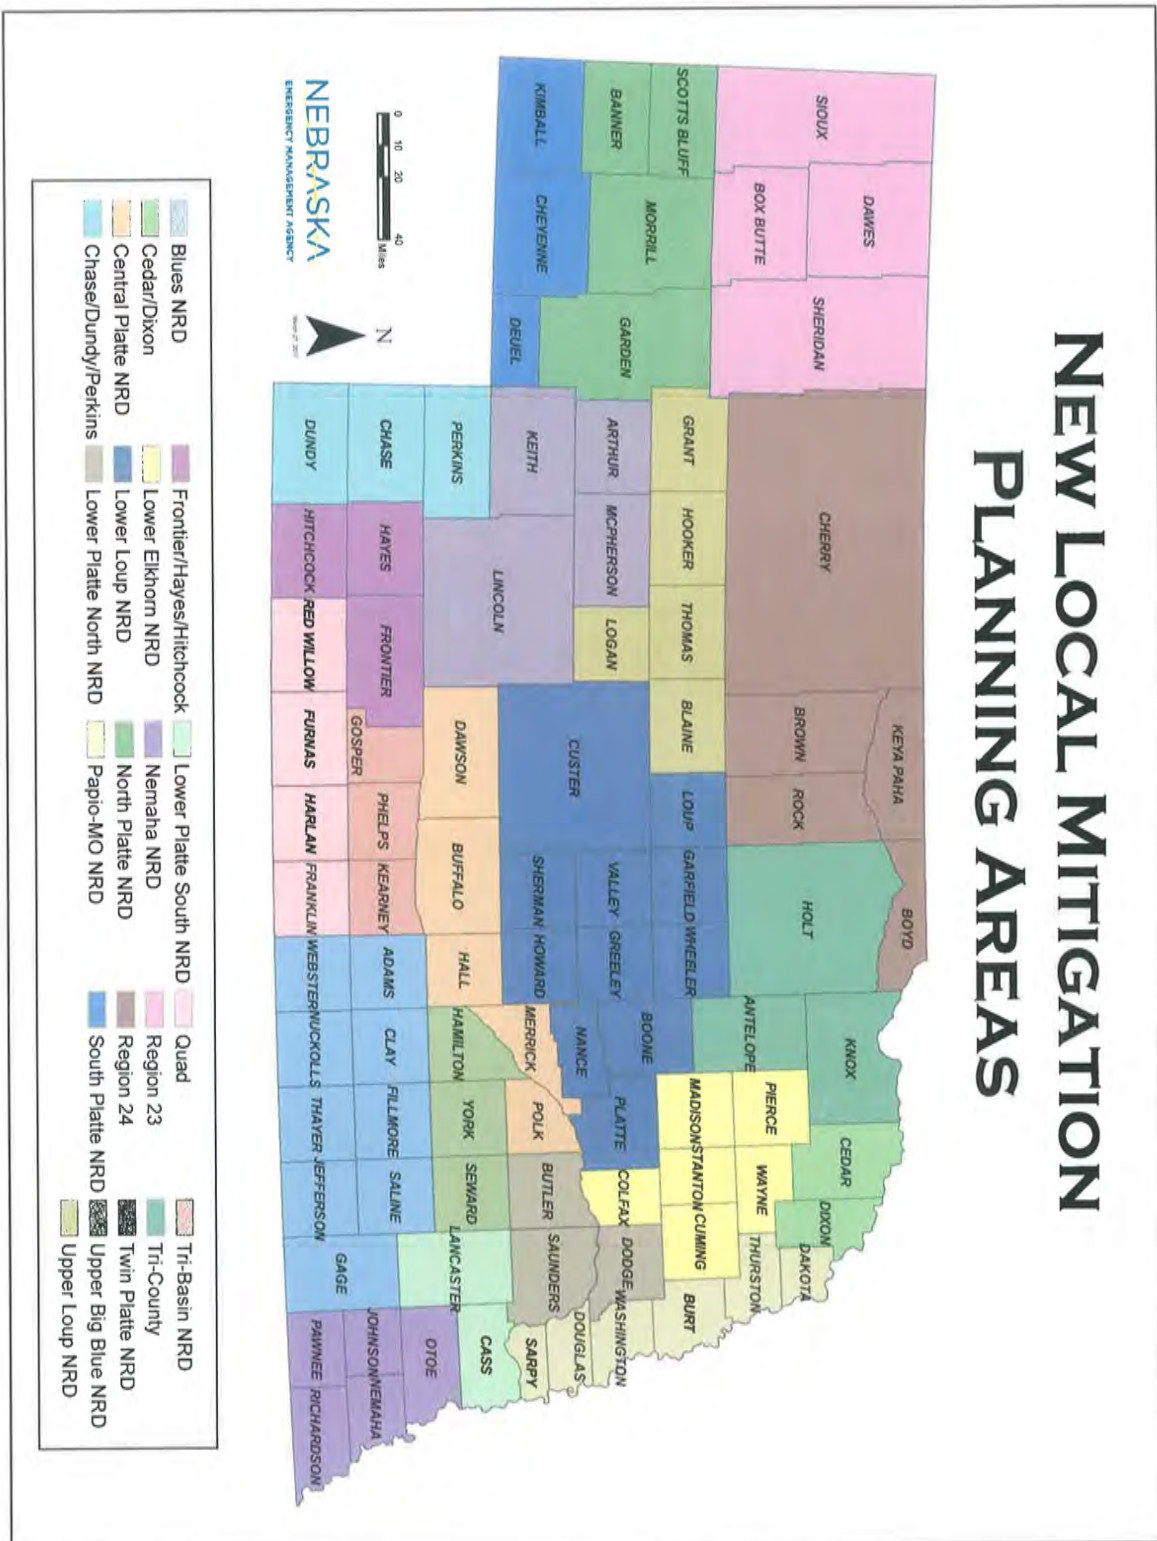 NEW LOCAL MITIGATION
PLANNING AREAS
SIOUX
DAWES
BOX BUTTE
SHERIDAN
SCOTTS BLUFF
BANNER
MORRILL
GARDEN
KIMBALL
CHEYENNE
DEUEL
CHERRY
KEYA PAHA
BROWN
ROCK
BOYD
HOLT
KNOX
ANTELOPE
CEDAR
DIXON
DAKOTA
PIERCE
WAYNE
THURSTON
GRANT
HOOKER
THOMAS
BLAINE
LOUP
GARFIELD
WHEELER
MADISON
STANTON
CUMING
BURT
ARTHUR
MCPHERSON
LOGAN
CUSTER
VALLEY
GREELEY
BOONE
NANCE
PLATTE
COLFAX
DODGE
WASHINGTON
KEITH
LINCOLN
SHERMAN
HOWARD
MERRICK
POLK
BUTLER
SAUNDERS
DOUGLAS
SARPY
PERKINS
DAWSON
BUFFALO
HALL
HAMILTON
YORK
SEWARD
LANCASTER
CASS
CHASE
HAYES
FRONTIER
GOSPER
PHELPS
KEARNEY
ADAMS
CLAY
FILLMORE
SALINE
GAGE
OTOE
JOHNSON
NEMAHA
DUNDY
HITCHCOCK
RED WILLOW
FURNAS
HARLAN
FRANKLIN
WEBSTER
NUCKOLLS
THAYER
JEFFERSON
PAWNEE
RICHARDSON
0 10 20 40
Miles
N
NEBRASKA
EMERGENCY MANAGEMENT AGENCY
Blues NRD
Cedar/Dixon
Central Platte NRD
Chase/Dundy/Perkins
Frontier/Hayes/Hitchcock
Lower Elkhorn NRD
Lower Loup NRD
Lower Platte North NRD
Lower Platte South NRD
Nemaha NRD
North Platte NRD
Papio-MO NRD
Quad
Region 23
Region 24
South Platte NRD
Tri-Basin NRD
Tri-County
Twin Platte NRD
Upper Big Blue NRD
Upper Loup NRD